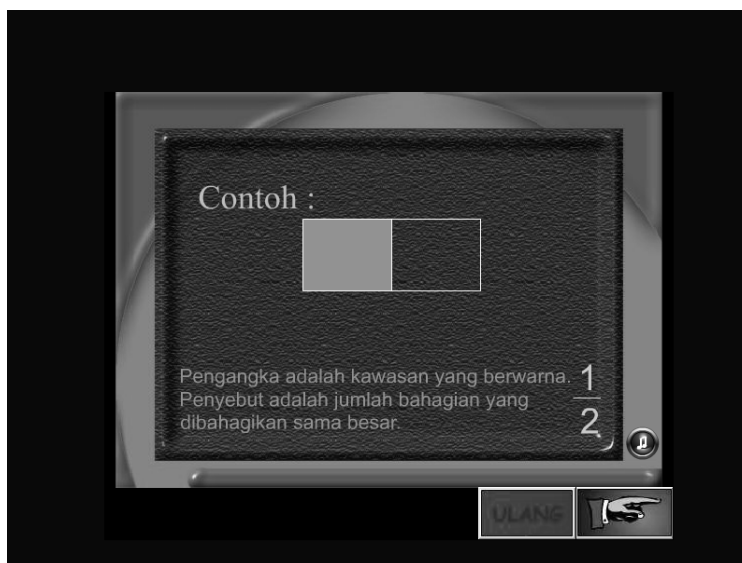 Contoh :
Pengangka adalah kawasan yang berwarna.
Penyebut adalah jumlah bahagian yang
dibahagikan sama besar.
1
2
ULANG